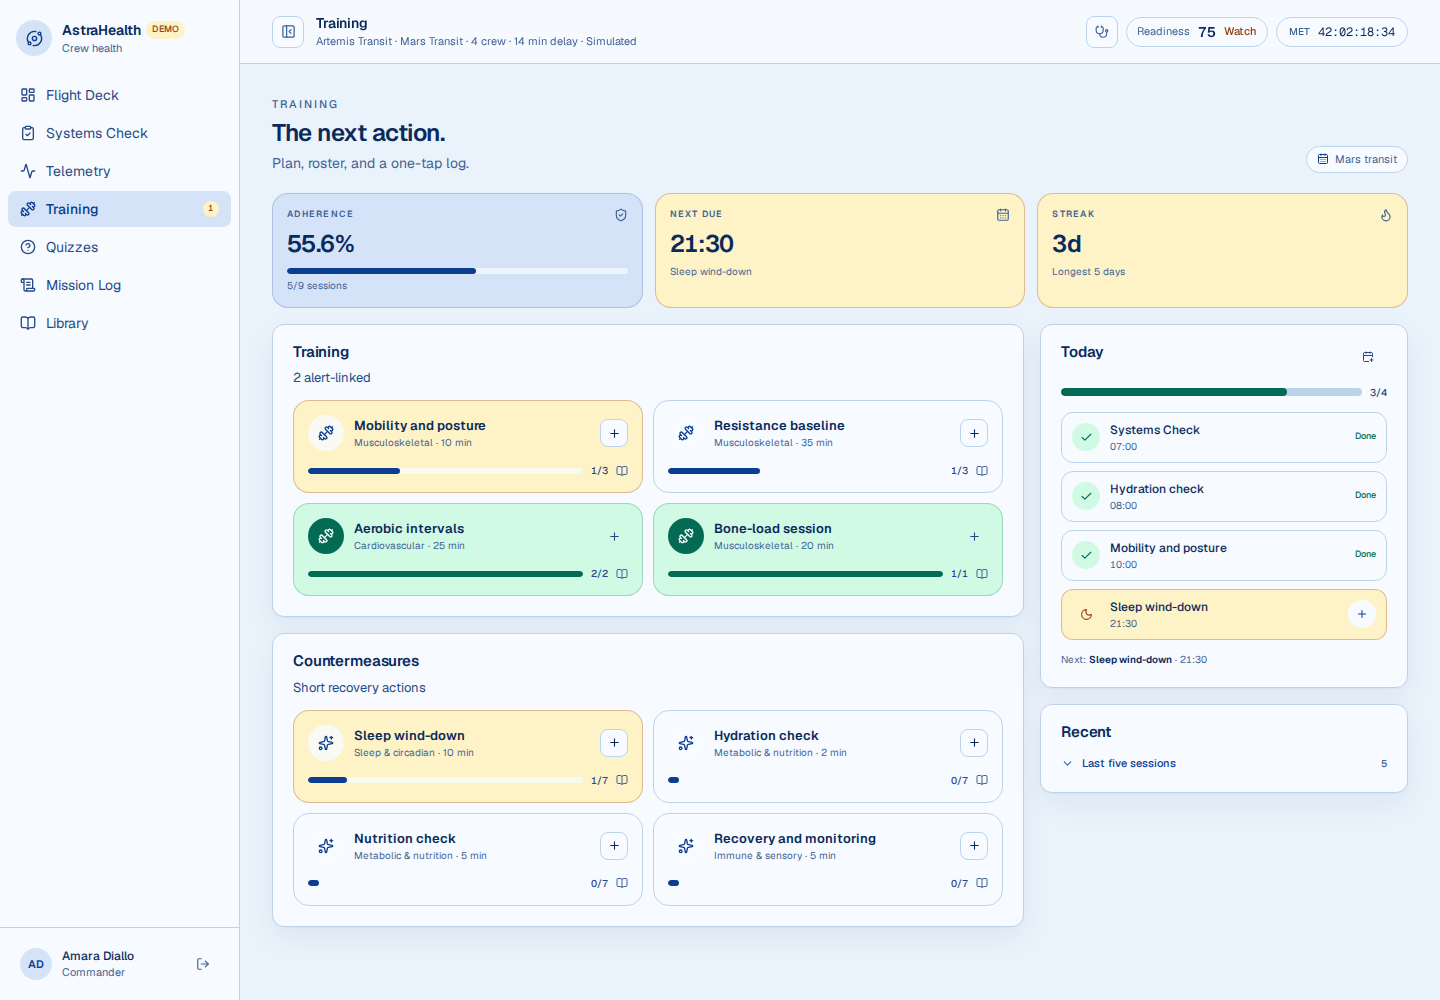 AstraHealth DEMO
Crew health
Flight Deck
Systems Check
Telemetry
Training 1
Quizzes
Mission Log
Library
AD
Amara Diallo
Commander
Training
Artemis Transit · Mars Transit · 4 crew · 14 min delay · Simulated
Readiness 75 Watch
MET 42:02:18:34
TRAINING
The next action.
Plan, roster, and a one-tap log.
Mars transit
ADHERENCE
55.6%
5/9 sessions
NEXT DUE
21:30
Sleep wind-down
STREAK
3d
Longest 5 days
Training
2 alert-linked
Mobility and posture
Musculoskeletal · 10 min
1/3
Resistance baseline
Musculoskeletal · 35 min
1/3
Aerobic intervals
Cardiovascular · 25 min
2/2
Bone-load session
Musculoskeletal · 20 min
1/1
Countermeasures
Short recovery actions
Sleep wind-down
Sleep & circadian · 10 min
1/7
Hydration check
Metabolic & nutrition · 2 min
0/7
Nutrition check
Metabolic & nutrition · 5 min
0/7
Recovery and monitoring
Immune & sensory · 5 min
0/7
Today
3/4
Systems Check
07:00
Done
Hydration check
08:00
Done
Mobility and posture
10:00
Done
Sleep wind-down
21:30
Next: Sleep wind-down · 21:30
Recent
Last five sessions 5